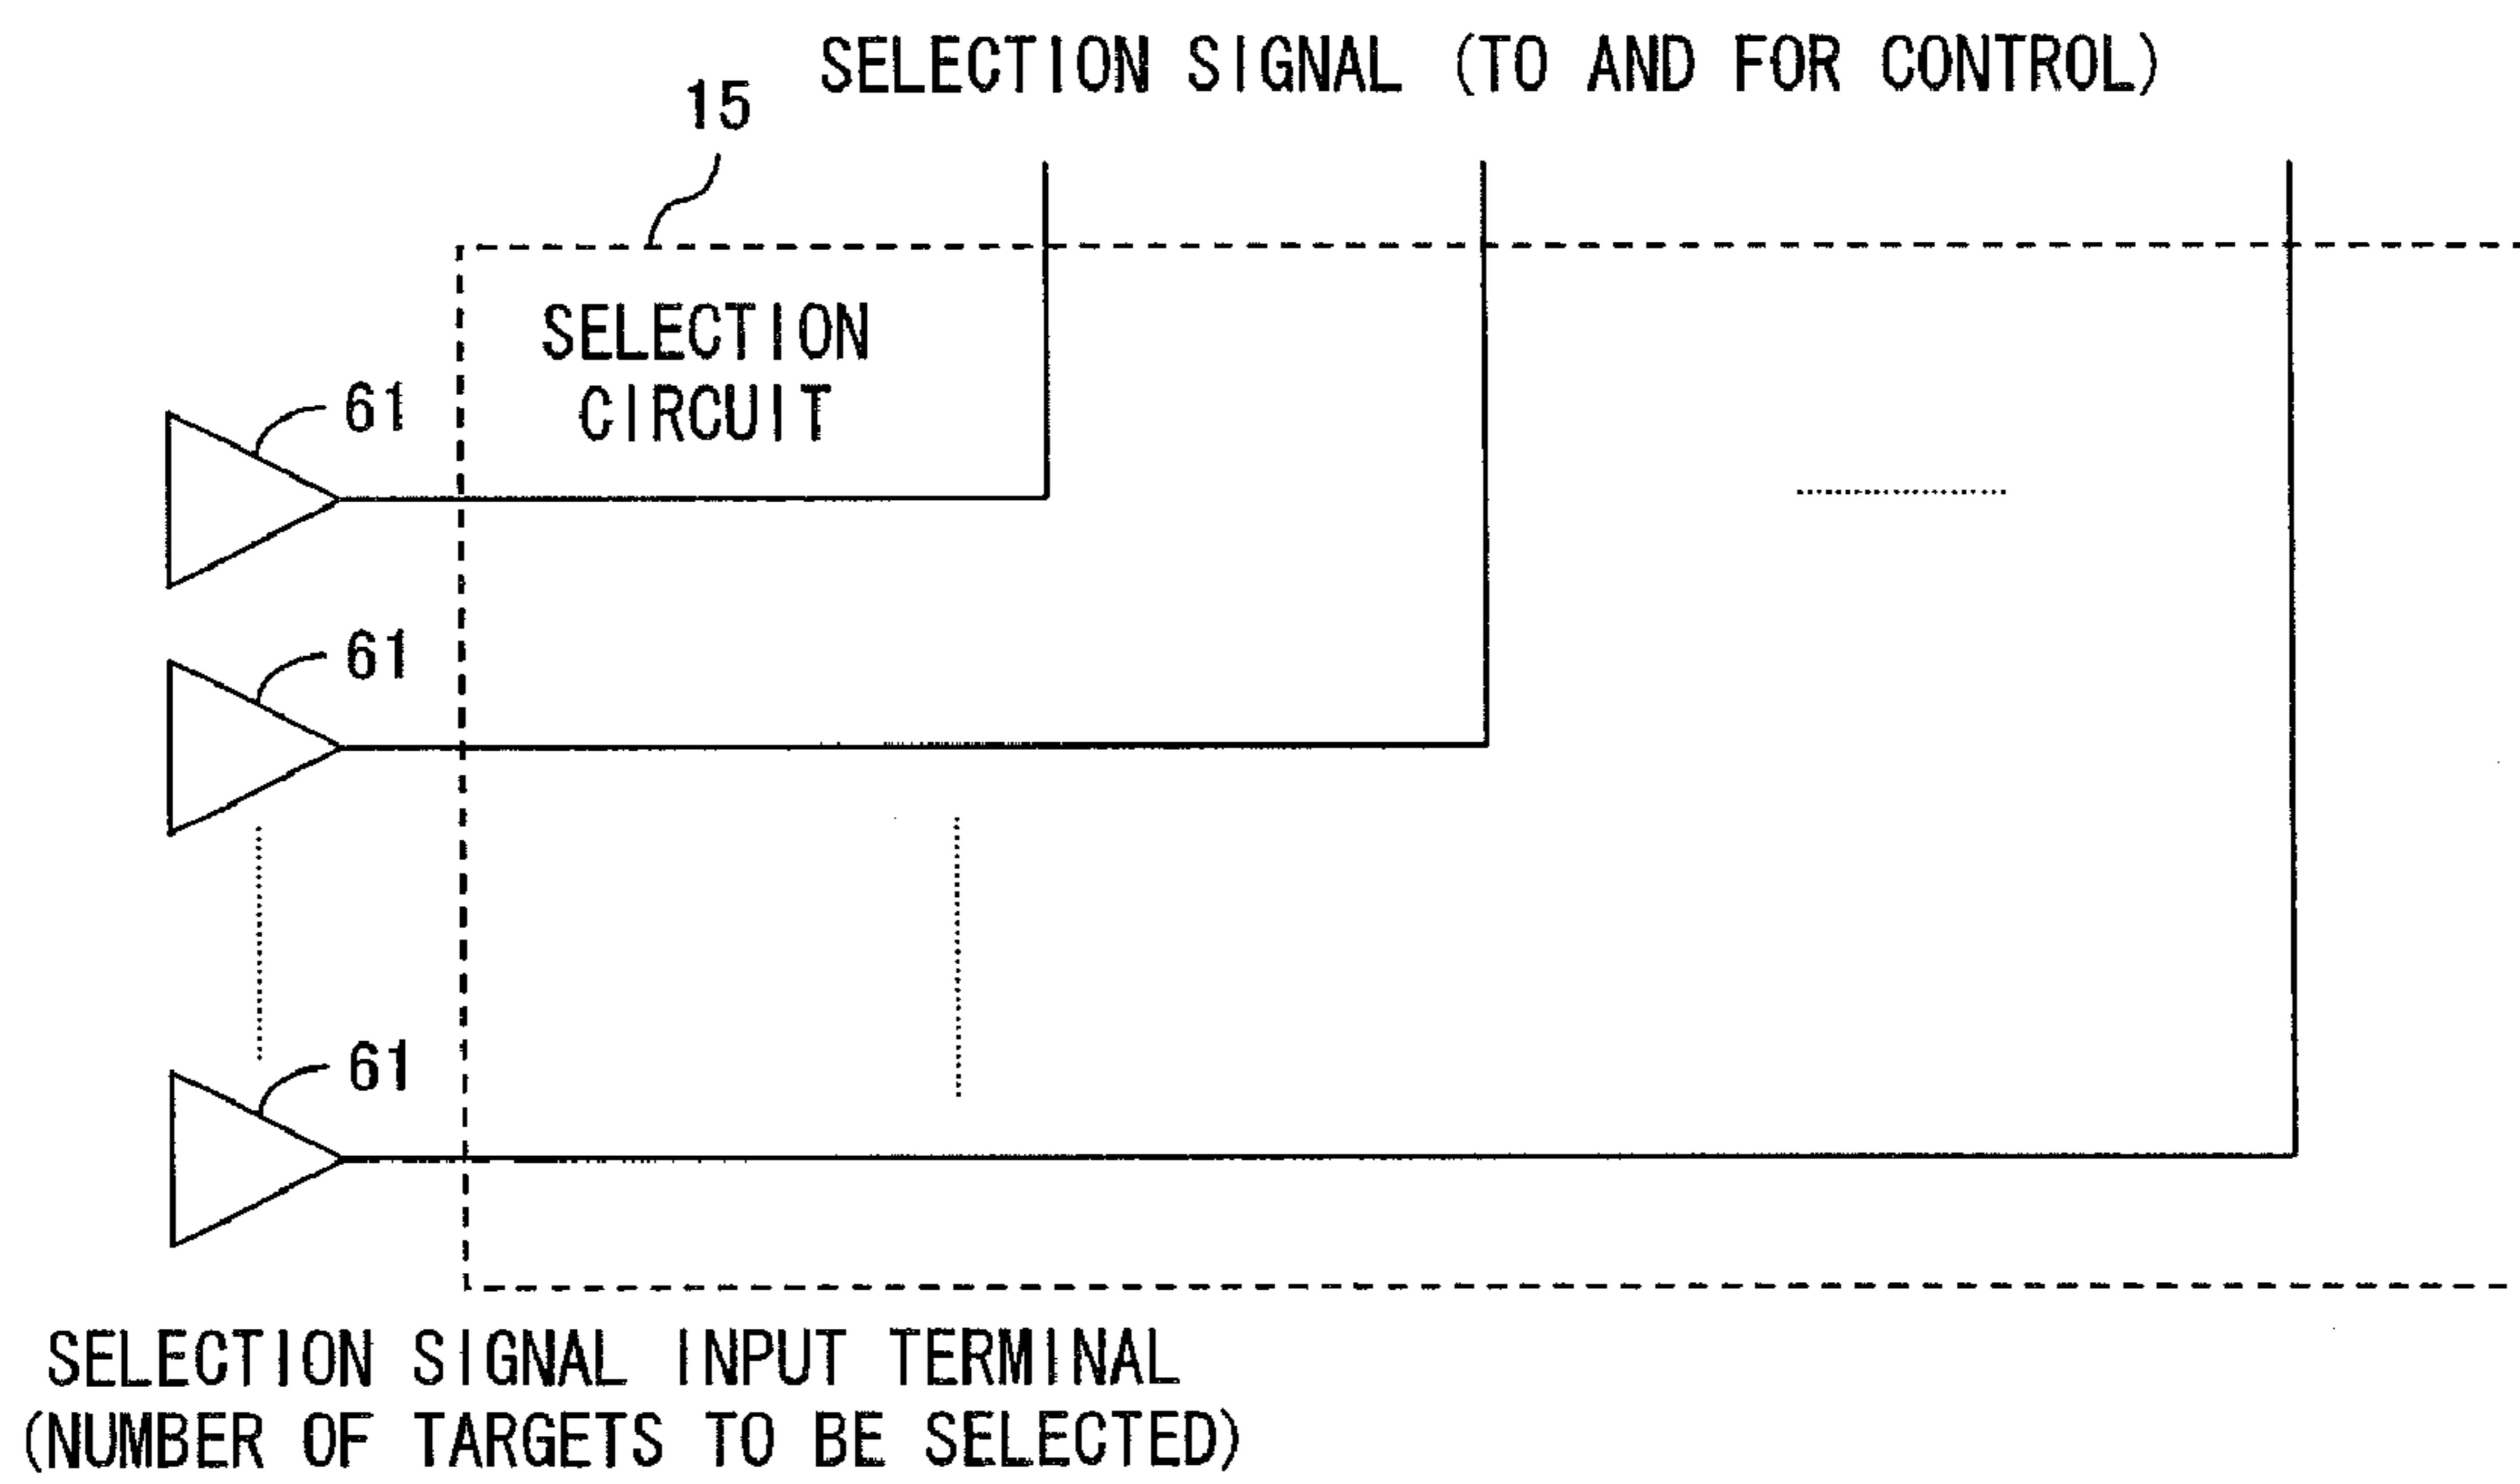 SELECTION SIGNAL (TO AND FOR CONTROL)
15
SELECTION
CIRCUIT
61
61
61
SELECTION SIGNAL INPUT TERMINAL
(NUMBER OF TARGETS TO BE SELECTED)